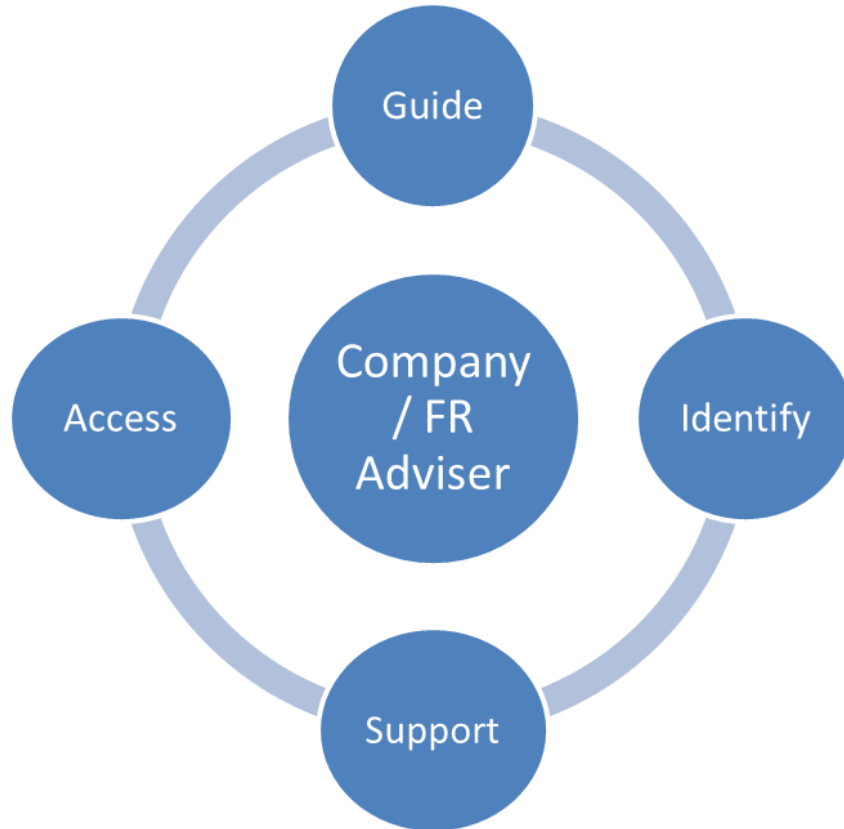 Guide
Company
/ FR
Adviser
Access
Identify
Support